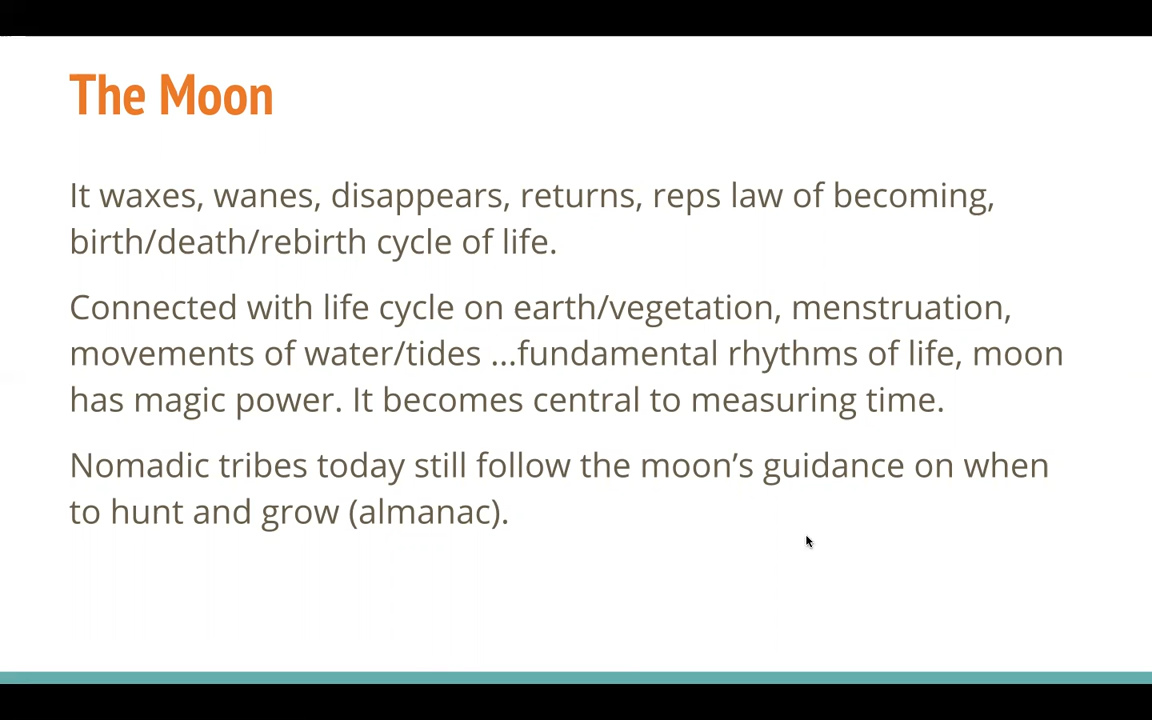 The Moon
It waxes, wanes, disappears, returns, reps law of becoming,
birth/death/rebirth cycle of life.
Connected with life cycle on earth/vegetation, menstruation,
movements of water/tides ...fundamental rhythms of life, moon
has magic power. It becomes central to measuring time.
Nomadic tribes today still follow the moon’s guidance on when
to hunt and grow (almanac).